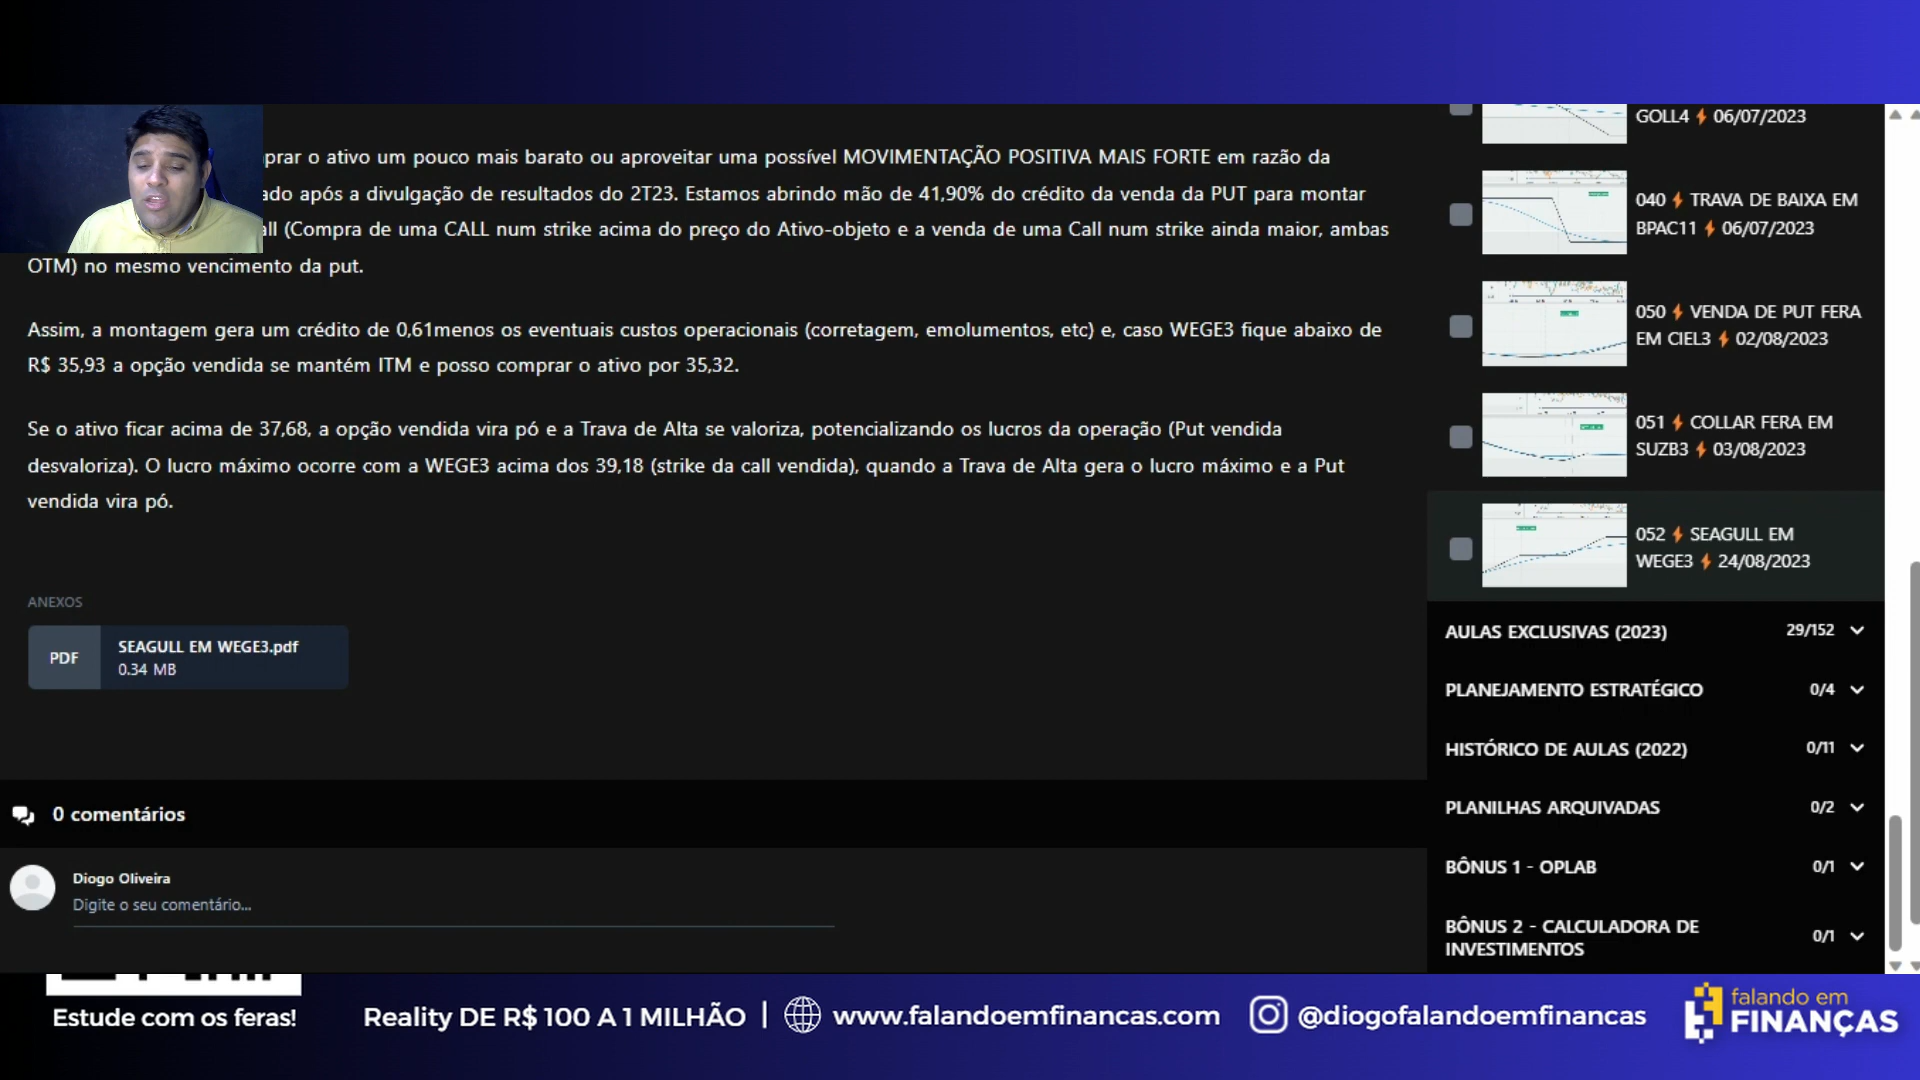 prar o ativo um pouco mais barato ou aproveitar uma possível MOVIMENTAÇÃO POSITIVA MAIS FORTE em razão da
ado após a divulgação de resultados do 2T23. Estamos abrindo mão de 41,90% do crédito da venda da PUT para montar
all (Compra de uma CALL num strike acima do preço do Ativo-objeto e a venda de uma Call num strike ainda maior, ambas
OTM) no mesmo vencimento da put.
Assim, a montagem gera um crédito de 0,61menos os eventuais custos operacionais (corretagem, emolumentos, etc) e, caso WEGE3 fique abaixo de
R$ 35,93 a opção vendida se mantém ITM e posso comprar o ativo por 35,32.
Se o ativo ficar acima de 37,68, a opção vendida vira pó e a Trava de Alta se valoriza, potencializando os lucros da operação (Put vendida
desvaloriza). O lucro máximo ocorre com a WEGE3 acima dos 39,18 (strike da call vendida), quando a Trava de Alta gera o lucro máximo e a Put
vendida vira pó.
ANEXOS
PDF
SEAGULL EM WEGE3.pdf
0.34 MB
0 comentários
Diogo Oliveira
Digite o seu comentário...
GOLL4 ⚡ 06/07/2023
040 ⚡ TRAVA DE BAIXA EM
BPAC11 ⚡ 06/07/2023
050 ⚡ VENDA DE PUT FERA
EM CIEL3 ⚡ 02/08/2023
051 ⚡ COLLAR FERA EM
SUZB3 ⚡ 03/08/2023
052 ⚡ SEAGULL EM
WEGE3 ⚡ 24/08/2023
AULAS EXCLUSIVAS (2023) 29/152
PLANEJAMENTO ESTRATÉGICO 0/4
HISTÓRICO DE AULAS (2022) 0/11
PLANILHAS ARQUIVADAS 0/2
BÔNUS 1 - OPLAB 0/1
BÔNUS 2 - CALCULADORA DE
INVESTIMENTOS 0/1
Estude com os feras!
Reality DE R$ 100 A 1 MILHÃO | www.falandoemfinancas.com @diogofalandoemfinancas
falando em
FINANÇAS